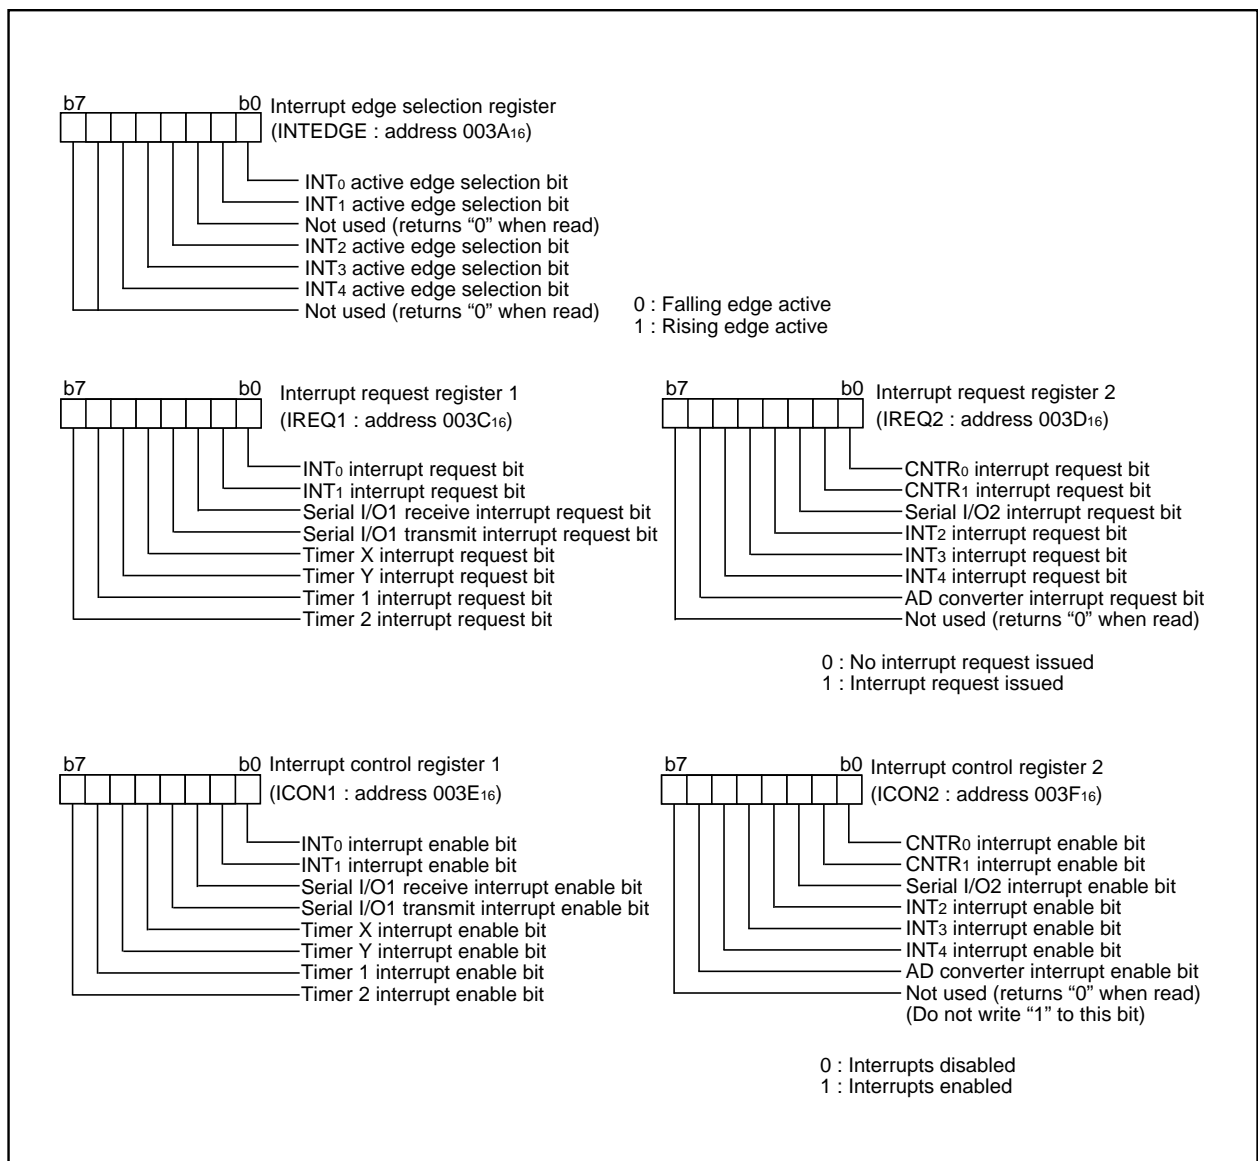 b7 b0 Interrupt edge selection register
(INTEDGE : address 003A16)
INT0 active edge selection bit
INT1 active edge selection bit
Not used (returns “0” when read)
INT2 active edge selection bit
INT3 active edge selection bit
INT4 active edge selection bit
Not used (returns “0” when read)
0 : Falling edge active
1 : Rising edge active
b7 b0 Interrupt request register 1
(IREQ1 : address 003C16)
INT0 interrupt request bit
INT1 interrupt request bit
Serial I/O1 receive interrupt request bit
Serial I/O1 transmit interrupt request bit
Timer X interrupt request bit
Timer Y interrupt request bit
Timer 1 interrupt request bit
Timer 2 interrupt request bit
b7 b0 Interrupt request register 2
(IREQ2 : address 003D16)
CNTR0 interrupt request bit
CNTR1 interrupt request bit
Serial I/O2 interrupt request bit
INT2 interrupt request bit
INT3 interrupt request bit
INT4 interrupt request bit
AD converter interrupt request bit
Not used (returns “0” when read)
0 : No interrupt request issued
1 : Interrupt request issued
b7 b0 Interrupt control register 1
(ICON1 : address 003E16)
INT0 interrupt enable bit
INT1 interrupt enable bit
Serial I/O1 receive interrupt enable bit
Serial I/O1 transmit interrupt enable bit
Timer X interrupt enable bit
Timer Y interrupt enable bit
Timer 1 interrupt enable bit
Timer 2 interrupt enable bit
b7 b0 Interrupt control register 2
(ICON2 : address 003F16)
CNTR0 interrupt enable bit
CNTR1 interrupt enable bit
Serial I/O2 interrupt enable bit
INT2 interrupt enable bit
INT3 interrupt enable bit
INT4 interrupt enable bit
AD converter interrupt enable bit
Not used (returns “0” when read)
(Do not write “1” to this bit)
0 : Interrupts disabled
1 : Interrupts enabled